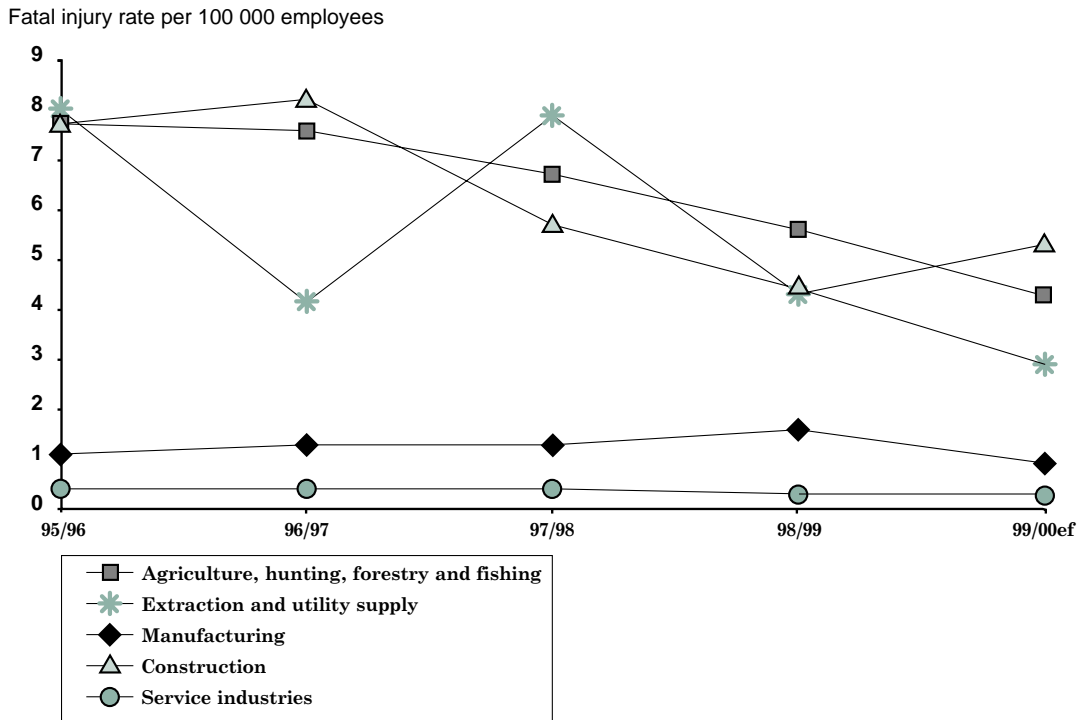 Fatal injury rate per 100 000 employees
9
8
7
6
5
4
3
2
1
0
95/96 96/97 97/98 98/99 99/00ef
Agriculture, hunting, forestry and fishing
Extraction and utility supply
Manufacturing
Construction
Service industries